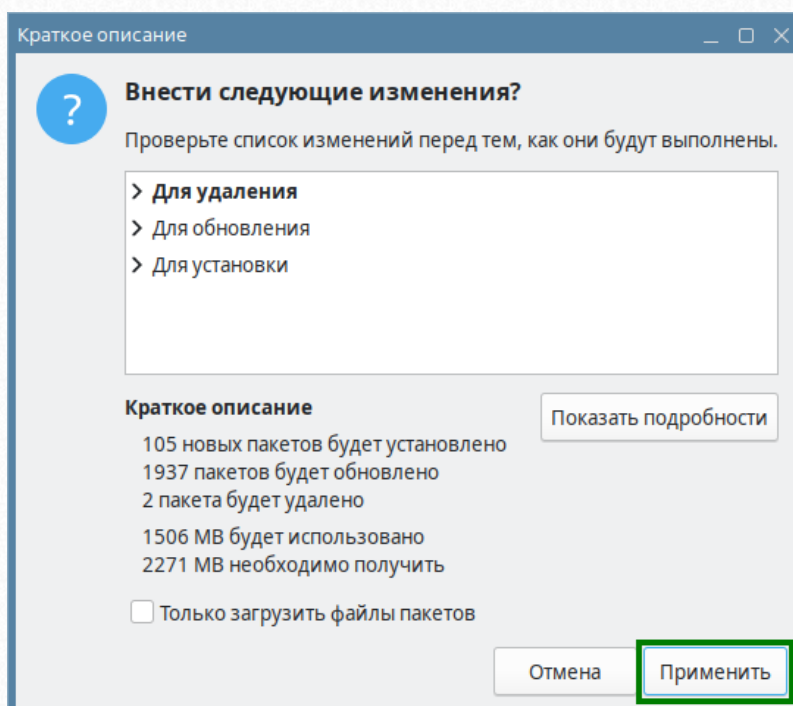 Краткое описание
?
Внести следующие изменения?
Проверьте список изменений перед тем, как они будут выполнены.
Для удаления
Для обновления
Для установки
Краткое описание
Показать подробности
105 новых пакетов будет установлено
1937 пакетов будет обновлено
2 пакета будет удалено
1506 MB будет использовано
2271 MB необходимо получить
Только загрузить файлы пакетов
Отмена
Применить